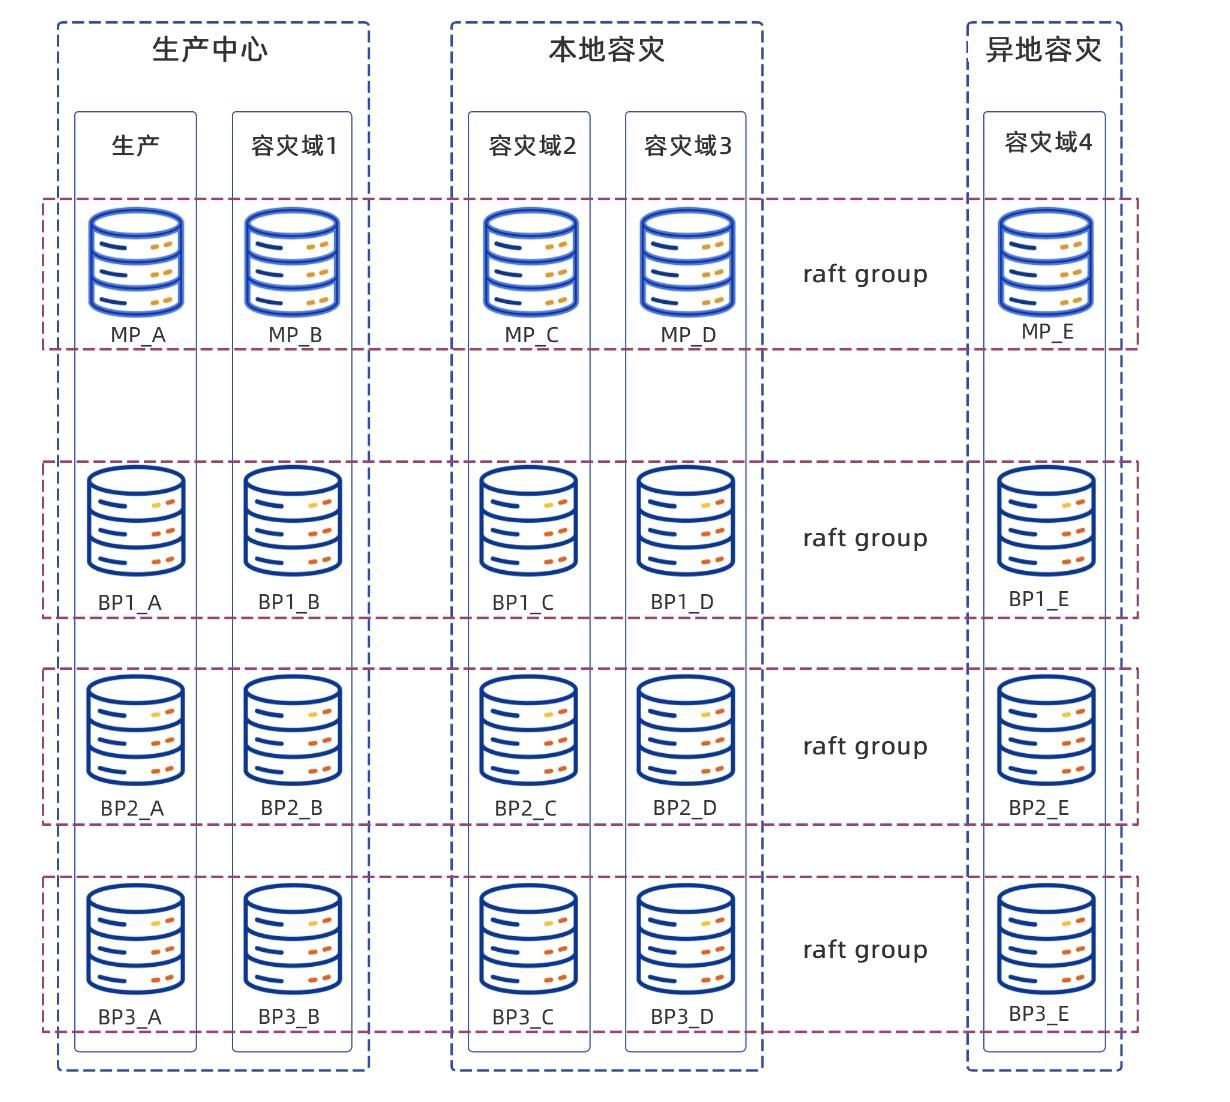 生产中心
本地容灾
异地容灾
生产
容灾域1
容灾域2
容灾域3
容灾域4
MP_A
MP_B
MP_C
MP_D
raft group
MP_E
BP1_A
BP1_B
BP1_C
BP1_D
raft group
BP1_E
BP2_A
BP2_B
BP2_C
BP2_D
raft group
BP2_E
BP3_A
BP3_B
BP3_C
BP3_D
raft group
BP3_E